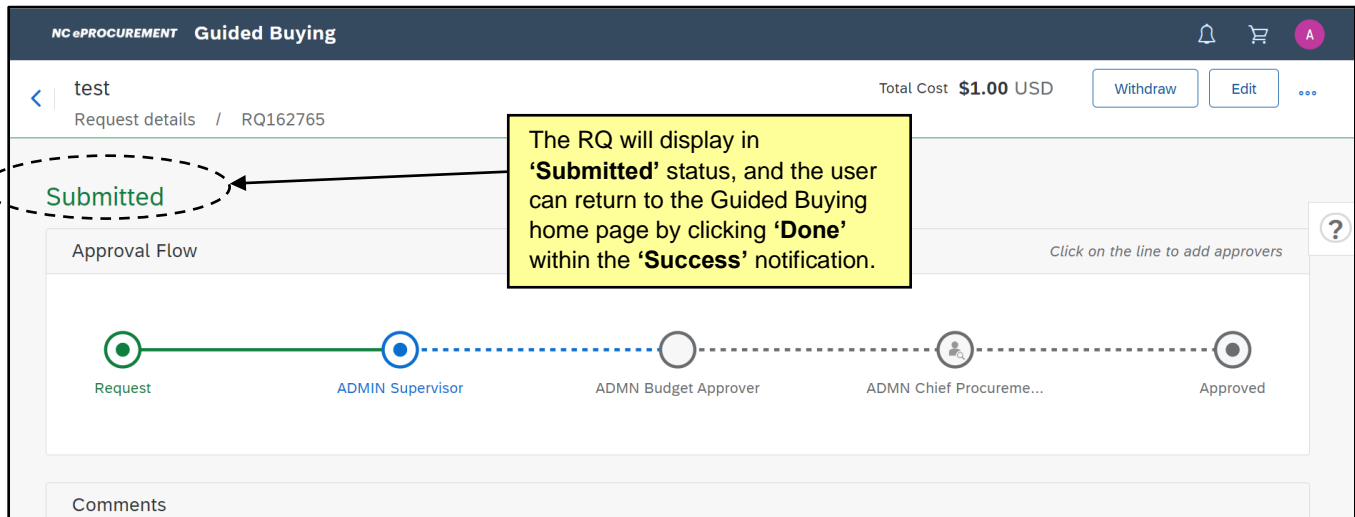 NC ePROCUREMENT Guided Buying
A
test
Total Cost $1.00 USD
Withdraw
Edit
Request details / RQ162765
The RQ will display in
‘Submitted’ status, and the user
can return to the Guided Buying
home page by clicking ‘Done’
within the ‘Success’ notification.
Submitted
?
Approval Flow
Click on the line to add approvers
Request
ADMIN Supervisor
ADMN Budget Approver
ADMN Chief Procureme...
Approved
Comments